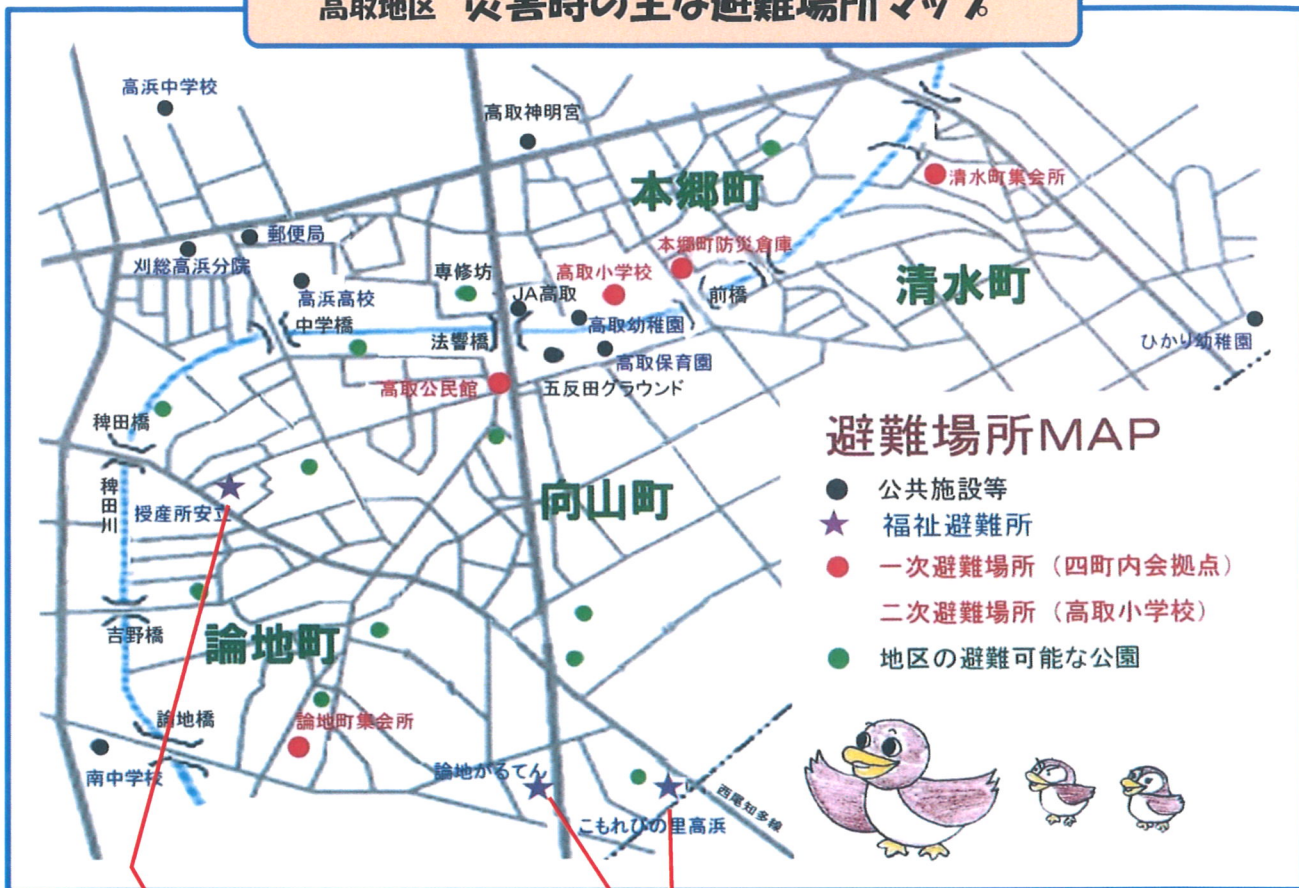 高取地区 災害時の主な避難場所マップ
高浜中学校
高取神明宮
本郷町
清水町集会所
郵便局
刈総高浜分院
高浜高校
専修坊
JA高取
高取小学校
本郷町防災倉庫
前橋
清水町
中学橋
法響橋
高取幼稚園
高取保育園
ひかり幼稚園
高取公民館
五反田グラウンド
稗田橋
稗田川
授産所安立
向山町
避難場所MAP
公共施設等
福祉避難所
一次避難場所(四町内会拠点)
二次避難場所(高取小学校)
地区の避難可能な公園
吉野橋
論地町
論地橋
論地町集会所
南中学校
論地がるてん
こもれびの里高浜
西尾知多線